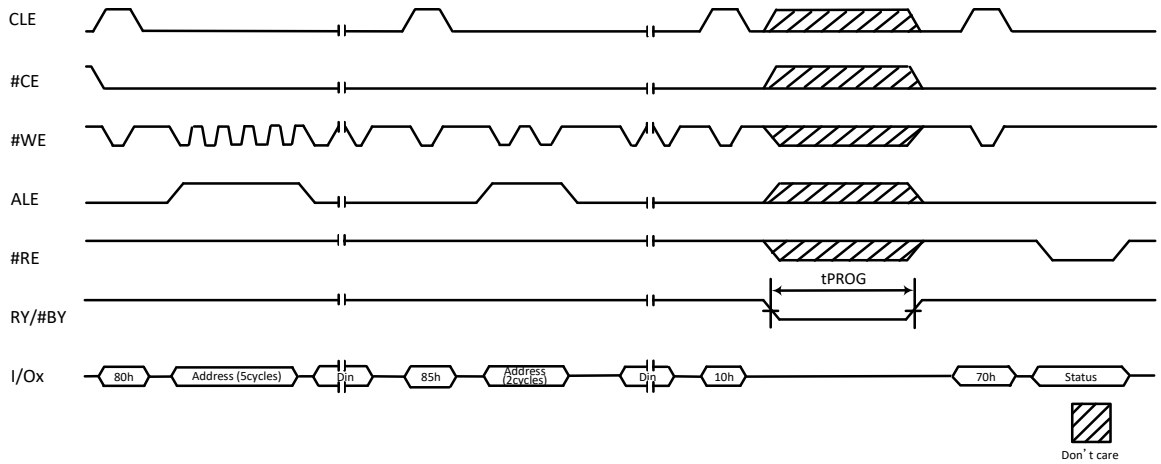 CLE
#CE
#WE
ALE
#RE
tPROG
RY/#BY
I/Ox
80h
Address (5cycles)
Din
85h
Address
(2cycles)
Din
10h
70h
Status
Don't care